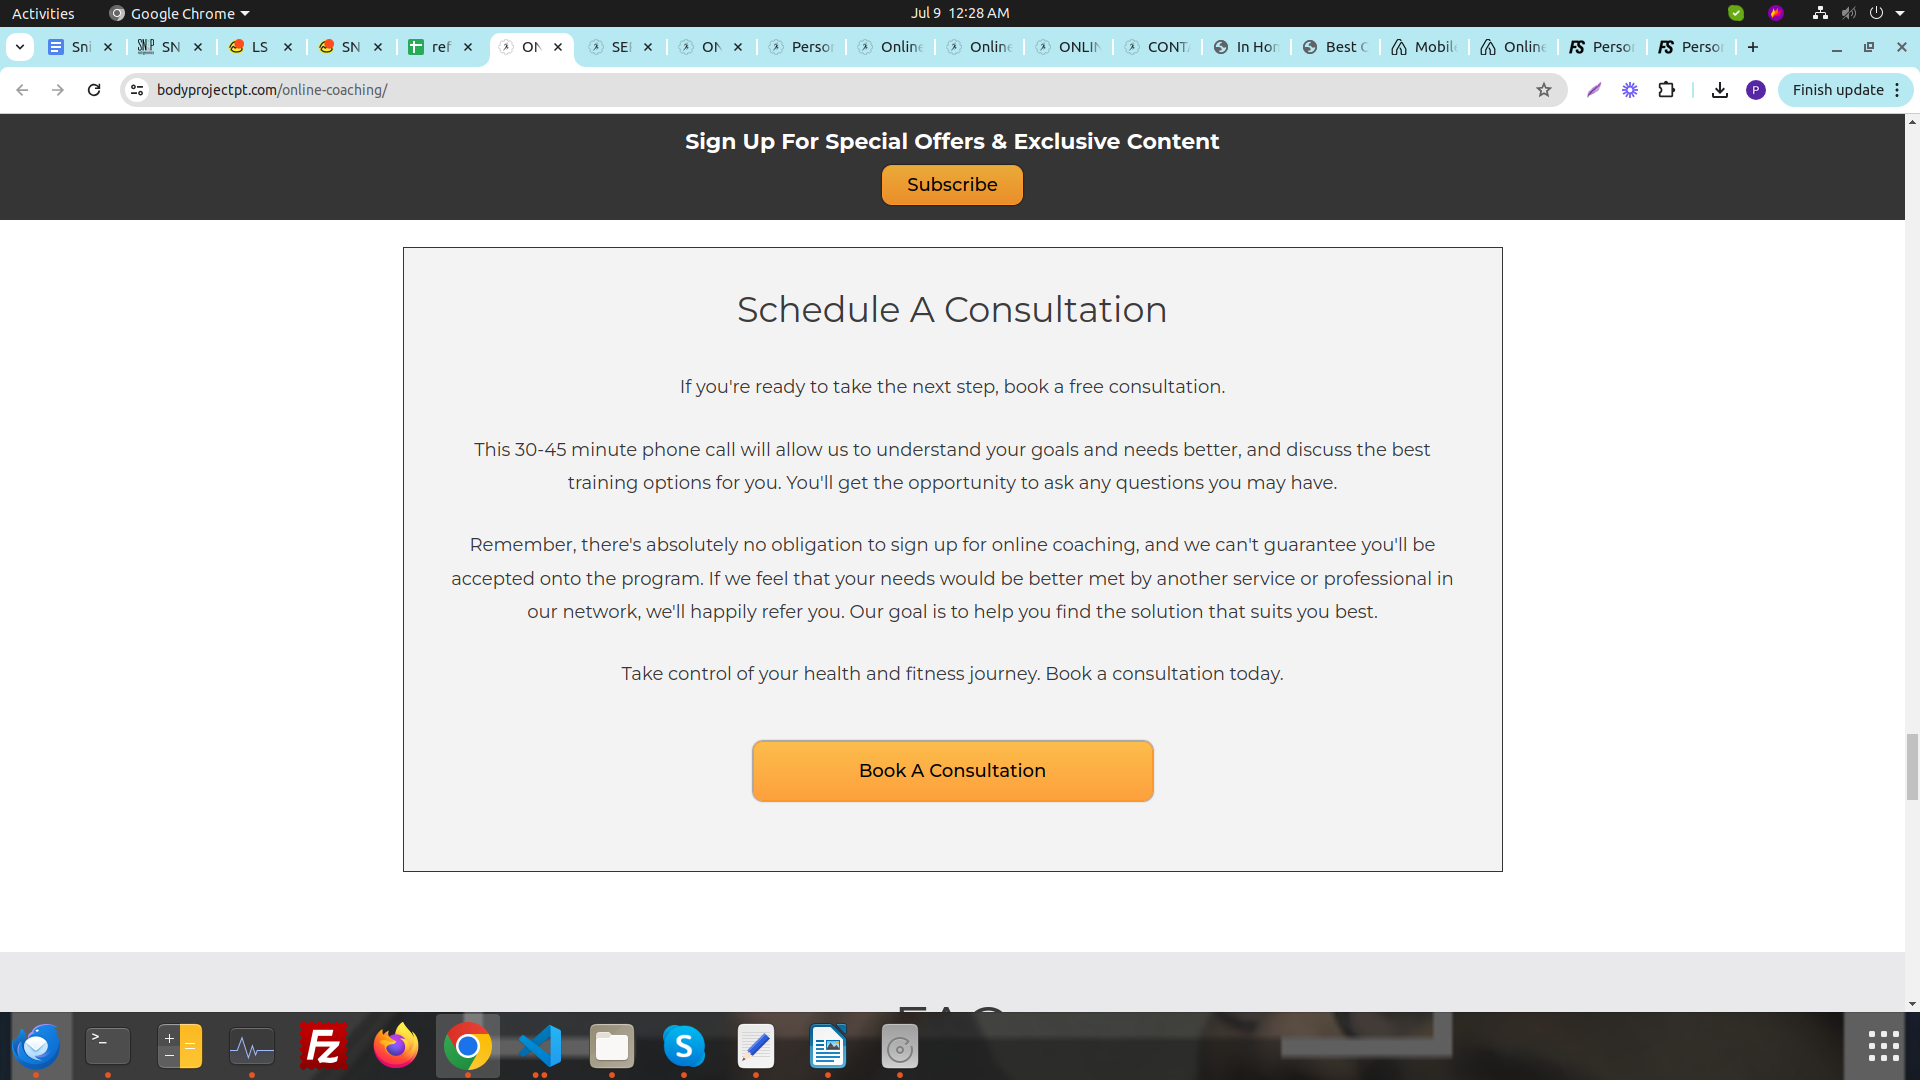 Activities Google Chrome Jul 9 12:28 AM
Sni SN LS SN ref ON SE ON Person Online Online ONLIN CONT In Hom Best C Mobile Online Person Person
bodyprojectpt.com/online-coaching/ P Finish update
Sign Up For Special Offers & Exclusive Content
Subscribe
Schedule A Consultation
If you're ready to take the next step, book a free consultation.
This 30-45 minute phone call will allow us to understand your goals and needs better, and discuss the best
training options for you. You'll get the opportunity to ask any questions you may have.
Remember, there's absolutely no obligation to sign up for online coaching, and we can't guarantee you'll be
accepted onto the program. If we feel that your needs would be better met by another service or professional in
our network, we'll happily refer you. Our goal is to help you find the solution that suits you best.
Take control of your health and fitness journey. Book a consultation today.
Book A Consultation
FAQ